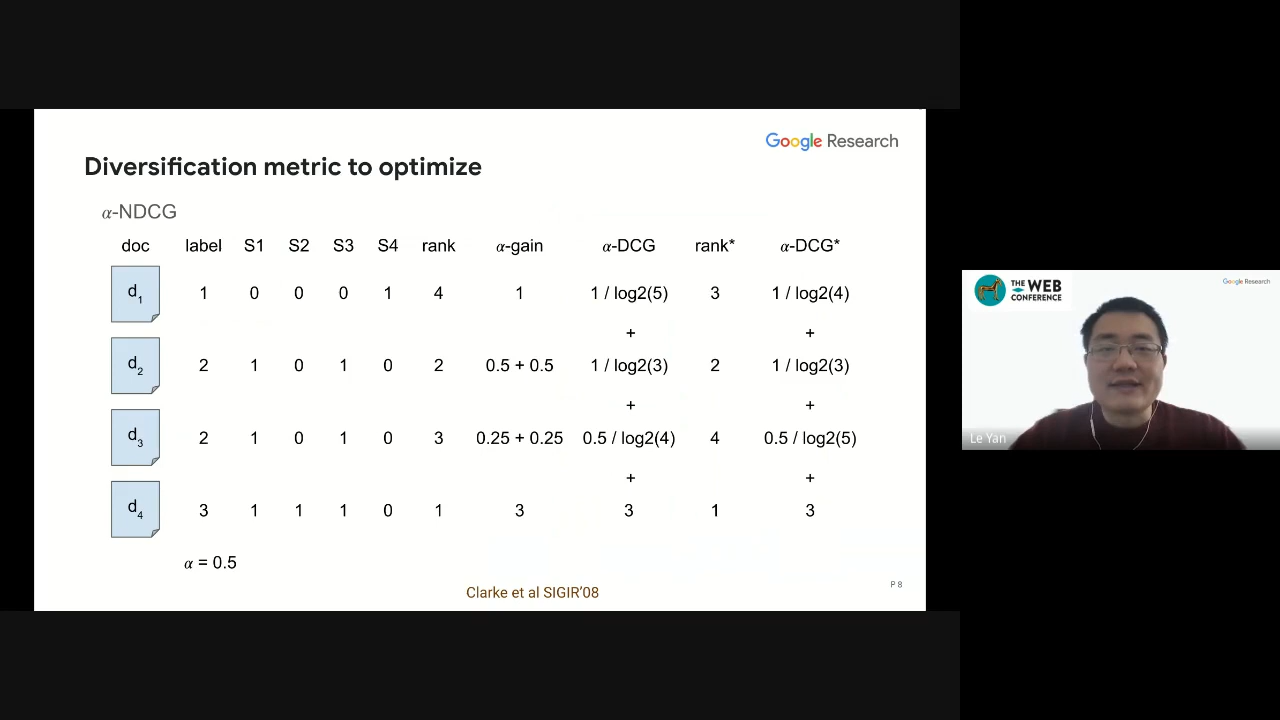 Google Research
Diversification metric to optimize
α-NDCG
doc label S1 S2 S3 S4 rank α-gain α-DCG rank* α-DCG*
d1 1 0 0 0 1 4 1 1 / log2(5) 3 1 / log2(4)
+ +
d2 2 1 0 1 0 2 0.5 + 0.5 1 / log2(3) 2 1 / log2(3)
+ +
d3 2 1 0 1 0 3 0.25 + 0.25 0.5 / log2(4) 4 0.5 / log2(5)
+ +
d4 3 1 1 1 0 1 3 3 1 3
α = 0.5
Clarke et al SIGIR'08
P 8
THE WEB
CONFERENCE
Google Research
Le Yan